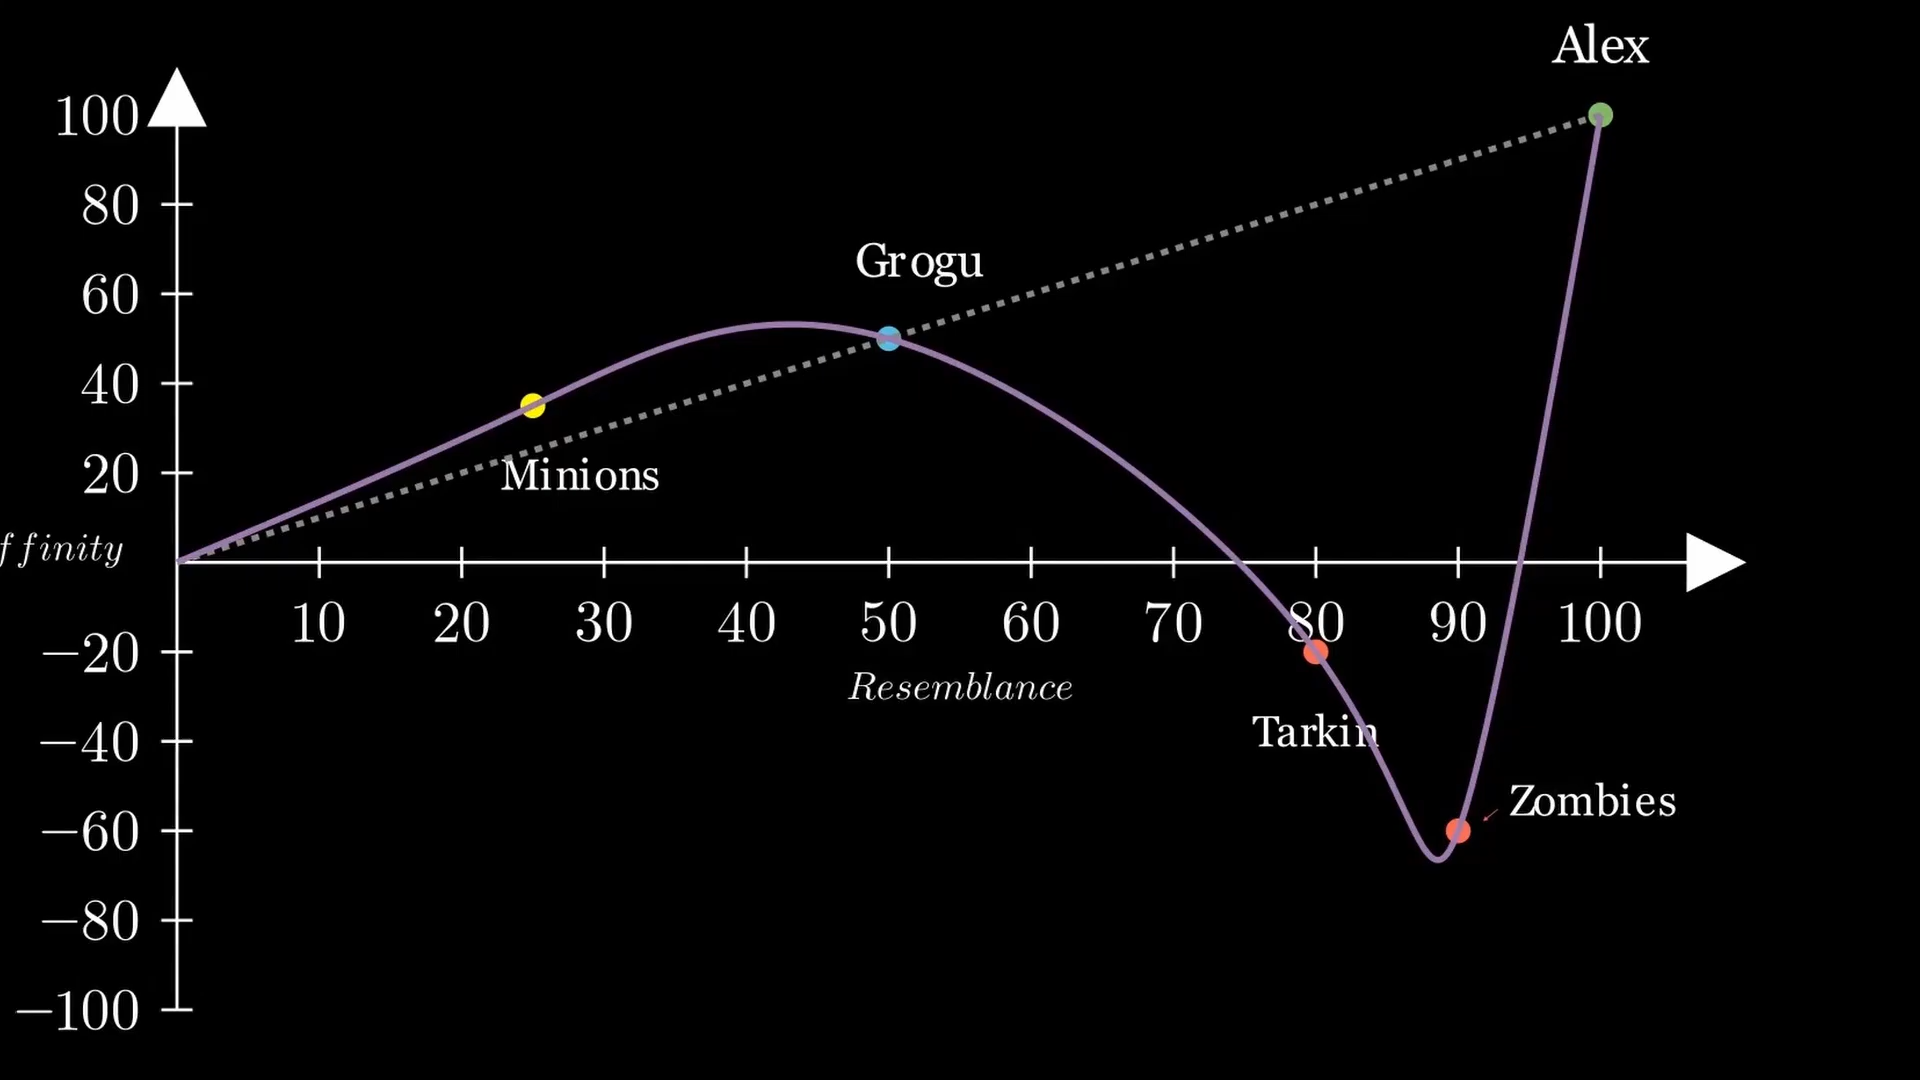 Alex
100
80
Grogu
60
40
20
Minions
ffinity
10 20 30 40 50 60 70 80 90 100
−20
Resemblance
−40
Tarkin
−60
Zombies
−80
−100